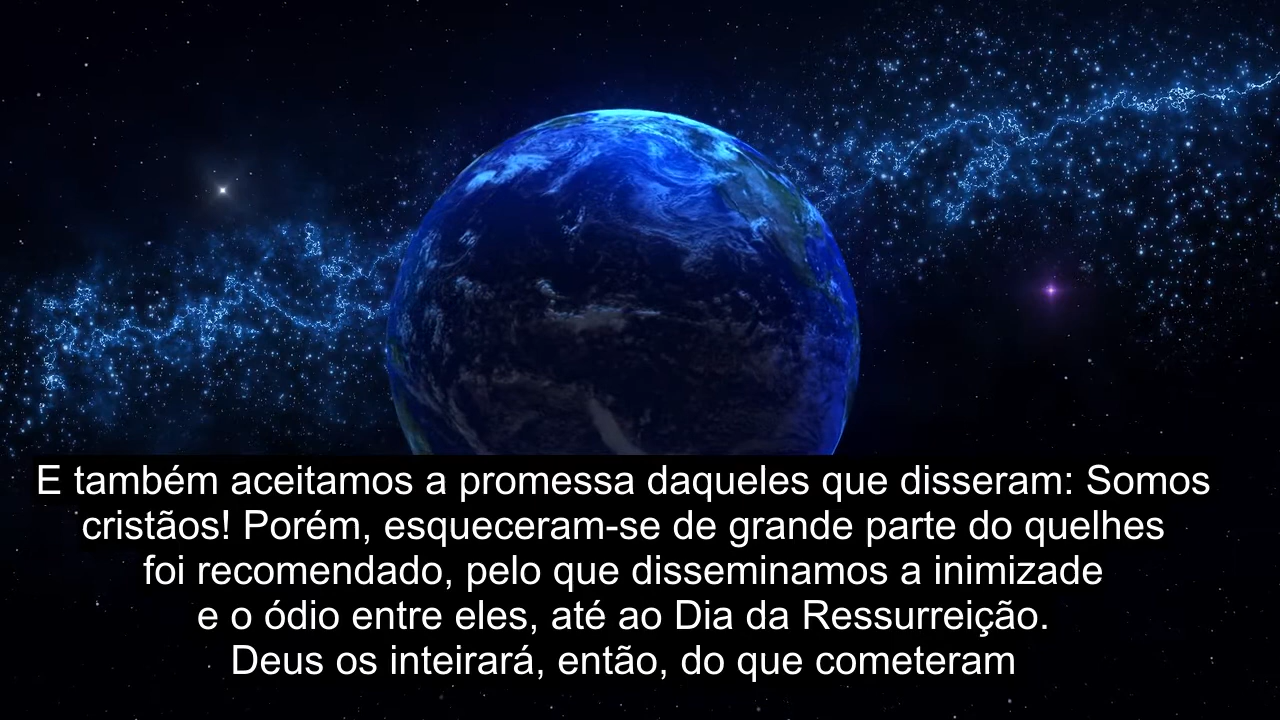 E também aceitamos a promessa daqueles que disseram: Somos
cristãos! Porém, esqueceram-se de grande parte do quelhes
foi recomendado, pelo que disseminamos a inimizade
e o ódio entre eles, até ao Dia da Ressurreição.
Deus os inteirará, então, do que cometeram